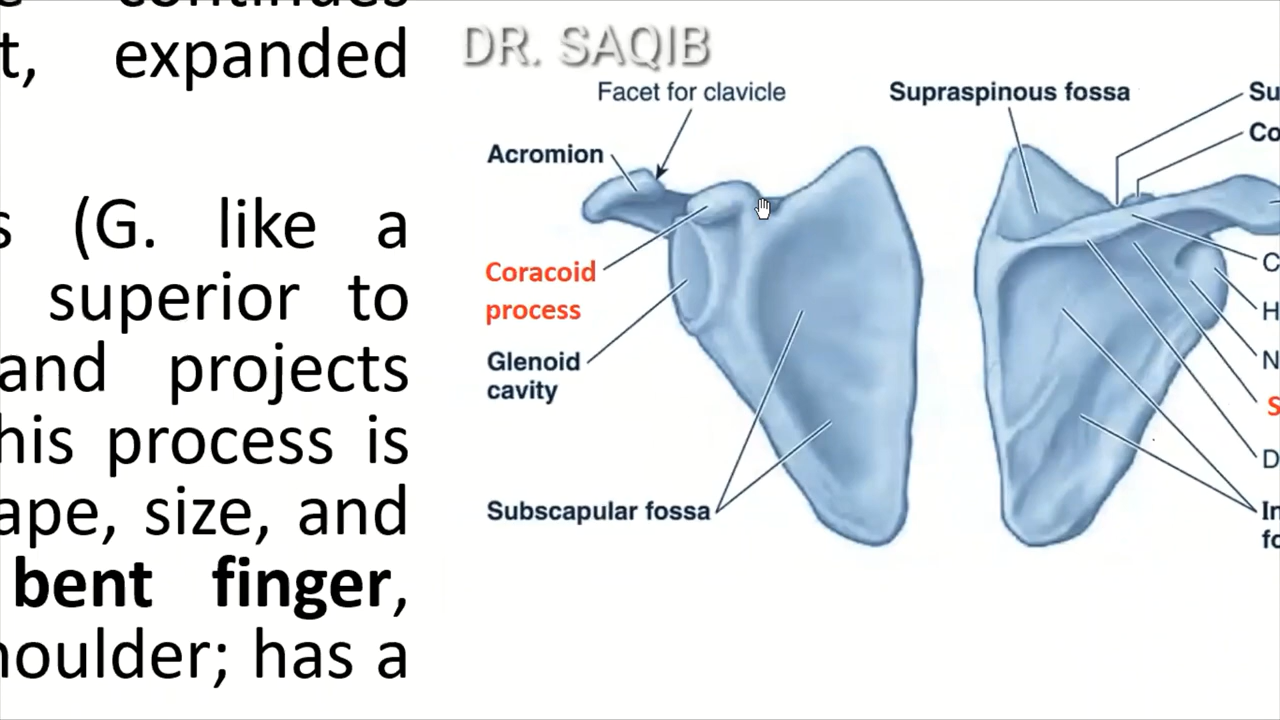 continues
t, expanded
s (G. like a
superior to
and projects
his process is
ape, size, and
bent finger,
houlder; has a
DR. SAQIB
Facet for clavicle
Acromion
Coracoid
process
Glenoid
cavity
Subscapular fossa
Supraspinous fossa
Su
Co
C
H
N
S
D
In
fo